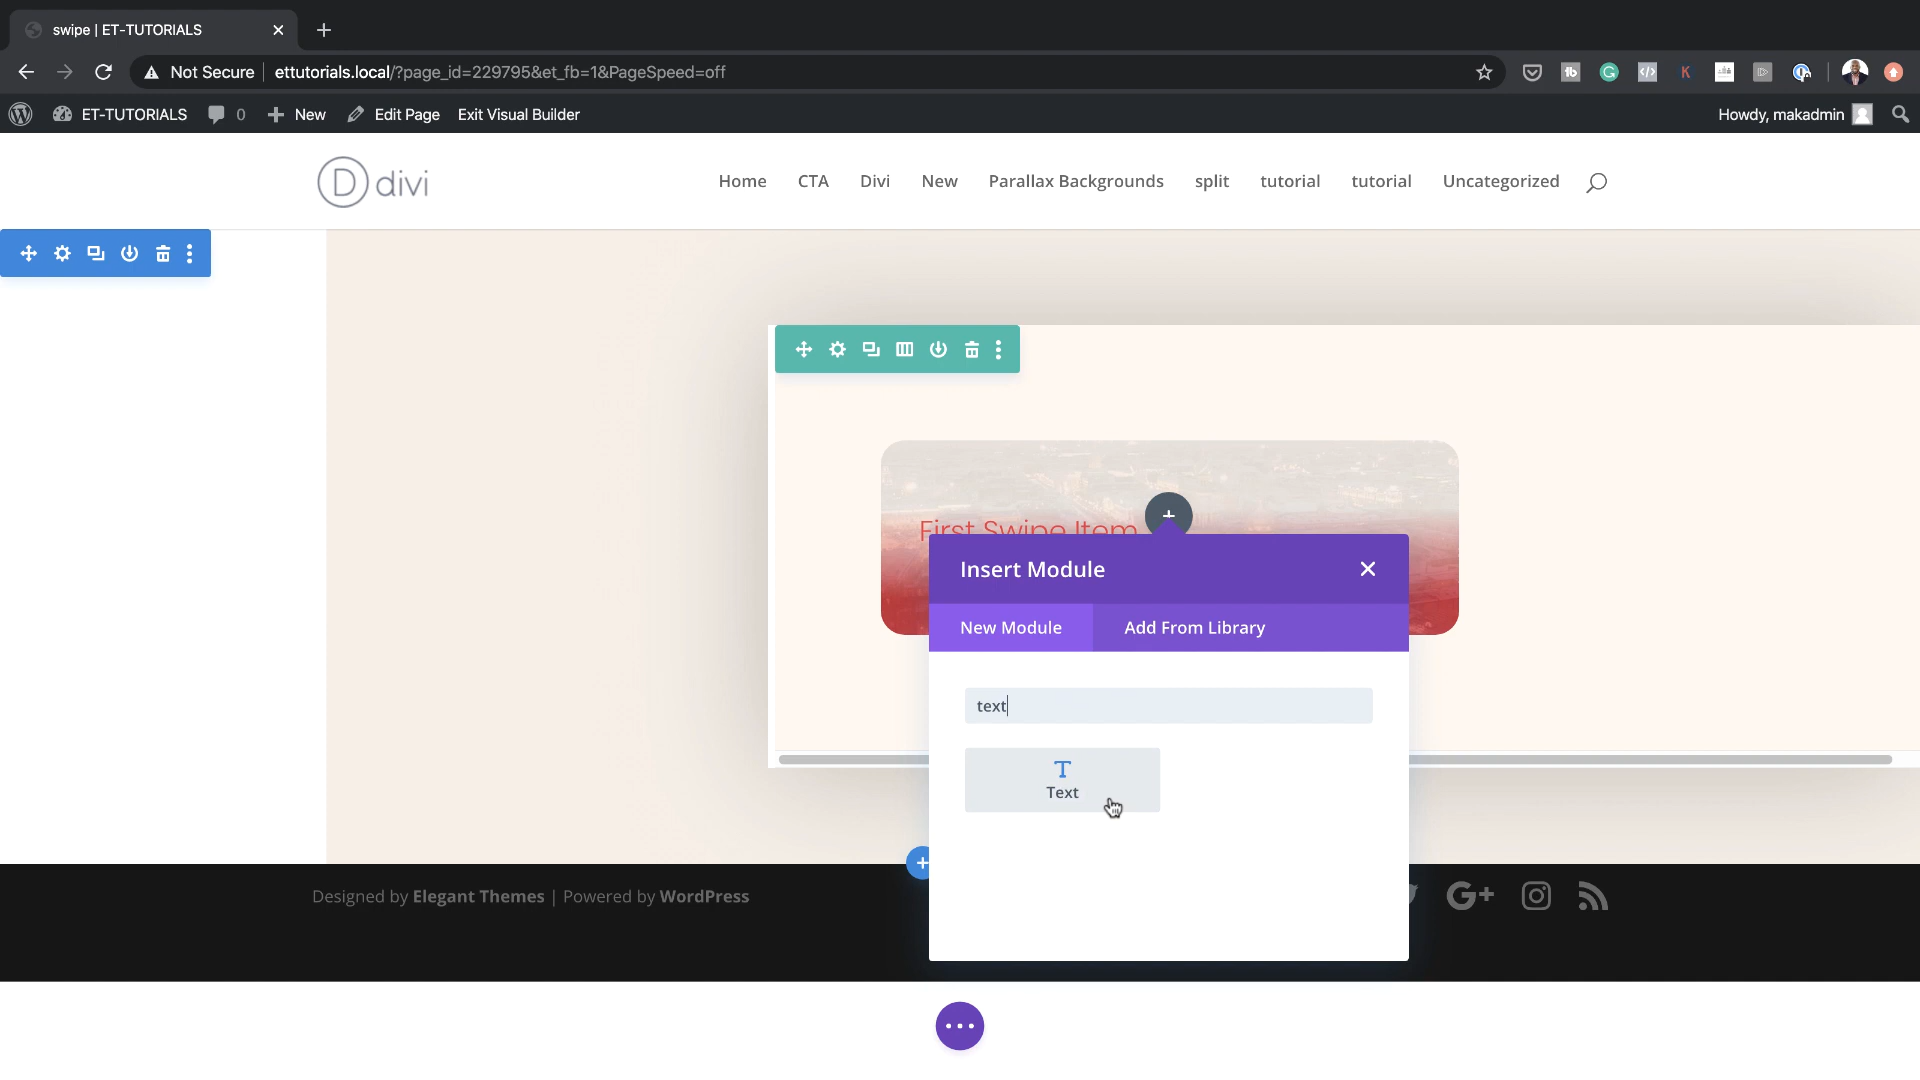 swipe | ET-TUTORIALS
Not Secure
ettutorials.local/?page_id=229795&et_fb=1&PageSpeed=off
ET-TUTORIALS
0
New
Edit Page
Exit Visual Builder
Howdy, makadmin
D divi
Home
CTA
Divi
New
Parallax Backgrounds
split
tutorial
tutorial
Uncategorized
First Swipe Item
Insert Module
New Module
Add From Library
text
Text
Designed by Elegant Themes | Powered by WordPress